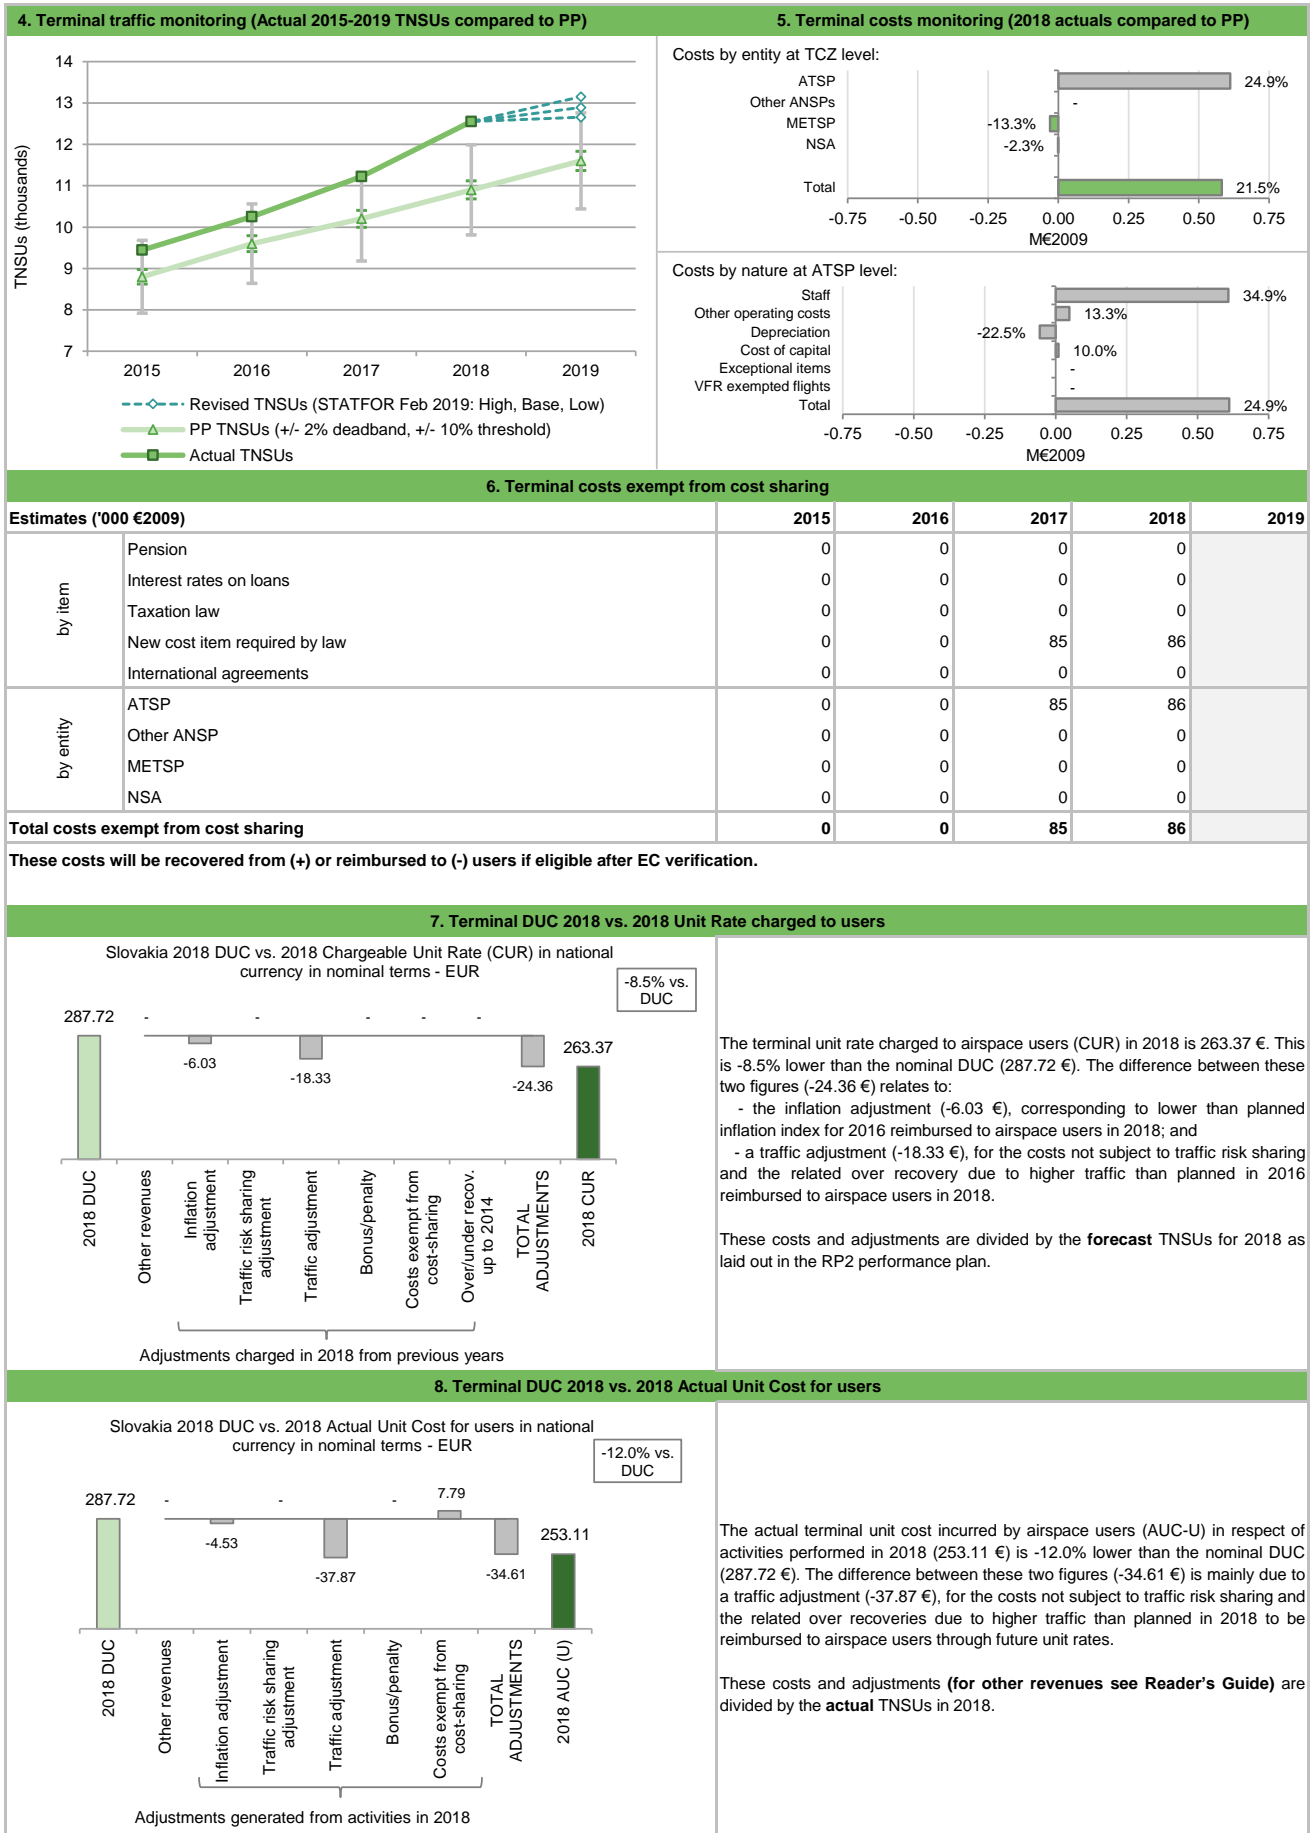 4. Terminal traffic monitoring (Actual 2015-2019 TNSUs compared to PP)
14
13
12
11
10
9
8
7
TNSUs (thousands)
2015 2016 2017 2018 2019
Revised TNSUs (STATFOR Feb 2019: High, Base, Low)
PP TNSUs (+/- 2% deadband, +/- 10% threshold)
Actual TNSUs
5. Terminal costs monitoring (2018 actuals compared to PP)
Costs by entity at TCZ level:
ATSP 24.9%
Other ANSPs -
METSP -13.3%
NSA -2.3%
Total 21.5%
-0.75 -0.50 -0.25 0.00 0.25 0.50 0.75
M€2009
Costs by nature at ATSP level:
Staff 34.9%
Other operating costs 13.3%
Depreciation -22.5%
Cost of capital 10.0%
Exceptional items -
VFR exempted flights -
Total 24.9%
-0.75 -0.50 -0.25 0.00 0.25 0.50 0.75
M€2009
6. Terminal costs exempt from cost sharing
Estimates ('000 €2009) 2015 2016 2017 2018 2019
by item
Pension 0 0 0 0
Interest rates on loans 0 0 0 0
Taxation law 0 0 0 0
New cost item required by law 0 0 85 86
International agreements 0 0 0 0
by entity
ATSP 0 0 85 86
Other ANSP 0 0 0 0
METSP 0 0 0 0
NSA 0 0 0 0
Total costs exempt from cost sharing 0 0 85 86
These costs will be recovered from (+) or reimbursed to (-) users if eligible after EC verification.
7. Terminal DUC 2018 vs. 2018 Unit Rate charged to users
Slovakia 2018 DUC vs. 2018 Chargeable Unit Rate (CUR) in national
currency in nominal terms - EUR
-8.5% vs.
DUC
287.72 - - - - -
-6.03
-18.33
-24.36
263.37
2018 DUC
Other revenues
Inflation
adjustment
Traffic risk sharing
adjustment
Traffic adjustment
Bonus/penalty
Costs exempt from
cost-sharing
Over/under recov.
up to 2014
TOTAL
ADJUSTMENTS
2018 CUR
Adjustments charged in 2018 from previous years
The terminal unit rate charged to airspace users (CUR) in 2018 is 263.37 €. This
is -8.5% lower than the nominal DUC (287.72 €). The difference between these
two figures (-24.36 €) relates to:
- the inflation adjustment (-6.03 €), corresponding to lower than planned
inflation index for 2016 reimbursed to airspace users in 2018; and
- a traffic adjustment (-18.33 €), for the costs not subject to traffic risk sharing
and the related over recovery due to higher traffic than planned in 2016
reimbursed to airspace users in 2018.
These costs and adjustments are divided by the forecast TNSUs for 2018 as
laid out in the RP2 performance plan.
8. Terminal DUC 2018 vs. 2018 Actual Unit Cost for users
Slovakia 2018 DUC vs. 2018 Actual Unit Cost for users in national
currency in nominal terms - EUR
-12.0% vs.
DUC
287.72 - - -
-4.53
-37.87
7.79
-34.61
253.11
2018 DUC
Other revenues
Inflation adjustment
Traffic risk sharing
adjustment
Traffic adjustment
Bonus/penalty
Costs exempt from
cost-sharing
TOTAL
ADJUSTMENTS
2018 AUC (U)
Adjustments generated from activities in 2018
The actual terminal unit cost incurred by airspace users (AUC-U) in respect of
activities performed in 2018 (253.11 €) is -12.0% lower than the nominal DUC
(287.72 €). The difference between these two figures (-34.61 €) is mainly due to
a traffic adjustment (-37.87 €), for the costs not subject to traffic risk sharing and
the related over recoveries due to higher traffic than planned in 2018 to be
reimbursed to airspace users through future unit rates.
These costs and adjustments (for other revenues see Reader's Guide) are
divided by the actual TNSUs in 2018.